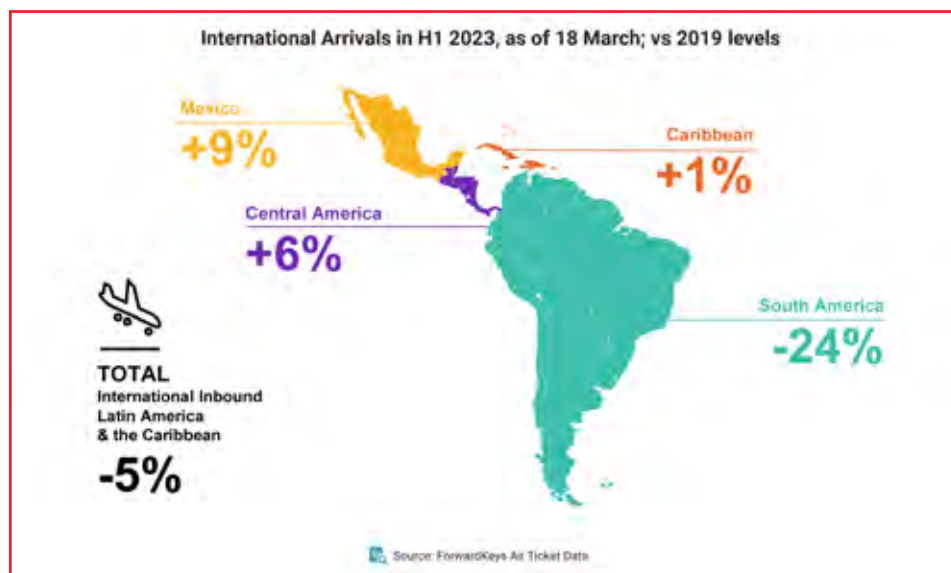 International Arrivals in H1 2023, as of 18 March; vs 2019 levels
Mexico
+9%
Caribbean
+1%
Central America
+6%
South America
-24%
TOTAL
International Inbound
Latin America
& the Caribbean
-5%
Source: ForwardKeys Air Ticket Data